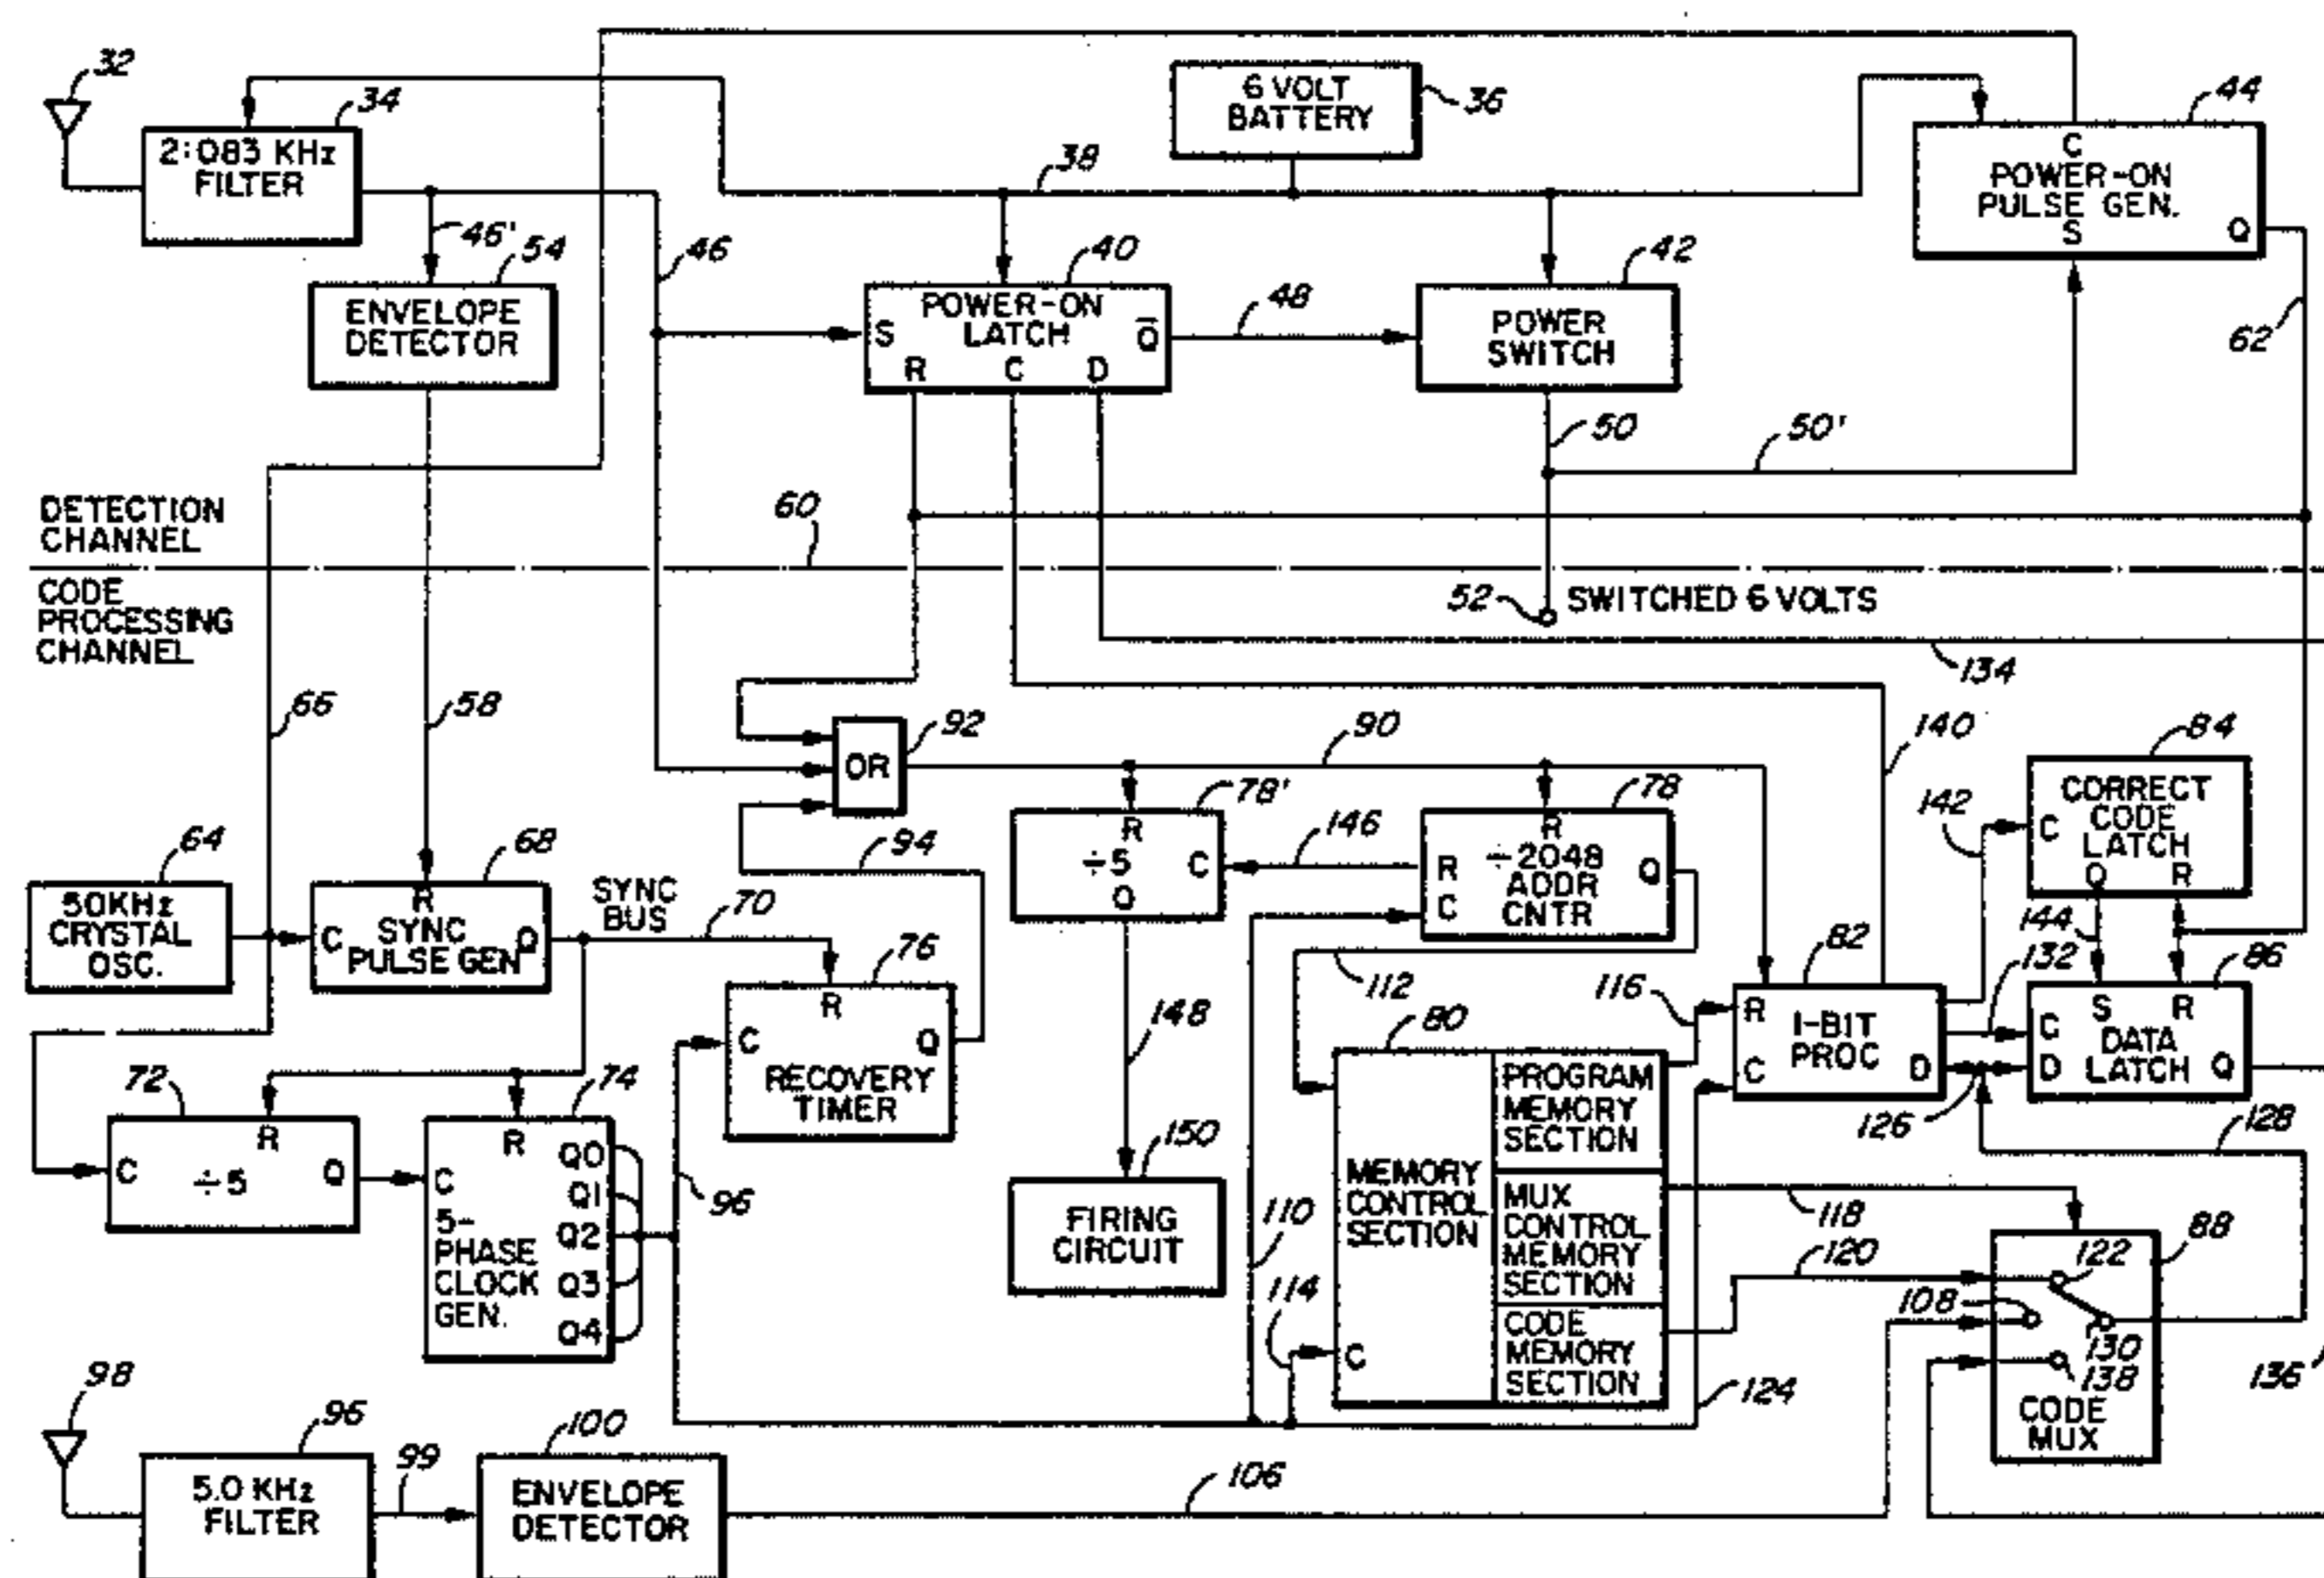 32
34
2.083 KHz
FILTER
6 VOLT
BATTERY
36
38
44
C
POWER-ON
PULSE GEN.
S
Q
46'
54
ENVELOPE
DETECTOR
46
40
POWER-ON
LATCH
S
R
C
D
Q̅
48
42
POWER
SWITCH
62
50
50'
DETECTION
CHANNEL
60
CODE
PROCESSING
CHANNEL
52
SWITCHED 6 VOLTS
134
66
58
92
OR
90
140
84
CORRECT
CODE
LATCH
C
Q
R
142
78'
R
÷5
C
Q
146
78
R
÷2048
ADDR
CNTR
R
C
Q
94
64
50KHz
CRYSTAL
OSC.
68
R
C
SYNC
PULSE GEN
Q
SYNC
BUS
70
76
R
C
Q
RECOVERY
TIMER
112
82
116
R
1-BIT
PROC
C
D
144
132
86
S
R
C
DATA
LATCH
D
Q
126
128
148
80
MEMORY
CONTROL
SECTION
C
PROGRAM
MEMORY
SECTION
MUX
CONTROL
MEMORY
SECTION
CODE
MEMORY
SECTION
72
R
C
÷5
Q
74
R
C
5-
PHASE
CLOCK
GEN.
Q0
Q1
Q2
Q3
Q4
96
150
FIRING
CIRCUIT
110
114
118
120
88
122
108
130
138
CODE
MUX
136
124
98
96
5.0 KHz
FILTER
99
100
ENVELOPE
DETECTOR
106